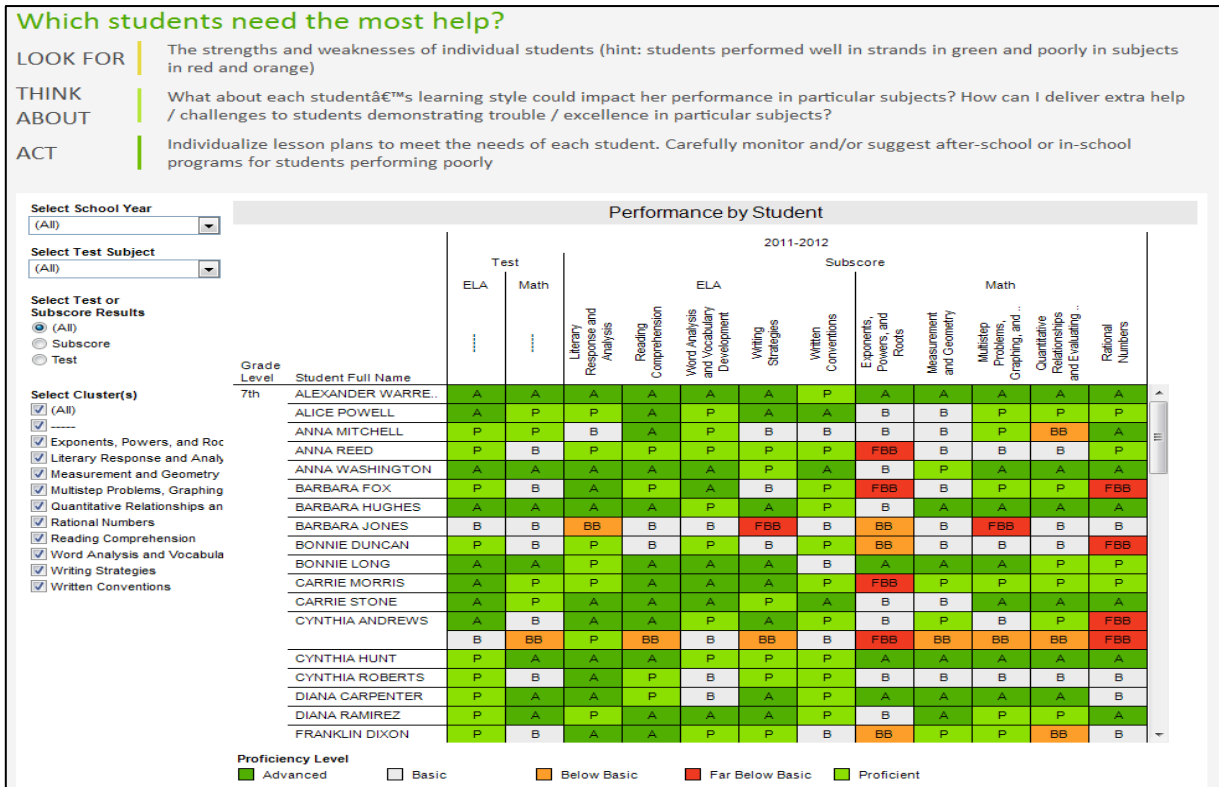 Which students need the most help?
LOOK FOR
The strengths and weaknesses of individual students (hint: students performed well in strands in green and poorly in subjects
in red and orange)
THINK
ABOUT
What about each studentâ€™s learning style could impact her performance in particular subjects? How can I deliver extra help
/ challenges to students demonstrating trouble / excellence in particular subjects?
ACT
Individualize lesson plans to meet the needs of each student. Carefully monitor and/or suggest after-school or in-school
programs for students performing poorly
Select School Year
(All)
Select Test Subject
(All)
Select Test or
Subscore Results
(All)
Subscore
Test
Select Cluster(s)
(All)
-----
Exponents, Powers, and Roc
Literary Response and Analy
Measurement and Geometry
Multistep Problems, Graphing
Quantitative Relationships an
Rational Numbers
Reading Comprehension
Word Analysis and Vocabula
Writing Strategies
Written Conventions
Performance by Student
2011-2012
Test Subscore
ELA Math ELA Math
Literary
Response and
Analysis
Reading
Comprehension
Word Analysis
and Vocabulary
Development
Writing
Strategies
Written
Conventions
Exponents,
Powers, and
Roots
Measurement
and Geometry
Multistep
Problems,
Graphing, and ..
Quantitative
Relationships
and Evaluating..
Rational
Numbers
Grade
Level Student Full Name
7th ALEXANDER WARRE.. A A A A A A P A A A A A
ALICE POWELL A P P A P A A B B P P P
ANNA MITCHELL P P B A P B B B B P BB A
ANNA REED P B P P P P P FBB B B B P
ANNA WASHINGTON A A A A A P A B P A A A
BARBARA FOX P B A P A B P FBB B P P FBB
BARBARA HUGHES A A A A P A P B A A A A
BARBARA JONES B B BB B B FBB B BB B FBB B B
BONNIE DUNCAN P B P B P B P BB B B B FBB
BONNIE LONG A A P A A A B A A A P P
CARRIE MORRIS A P P A A A P FBB P P P P
CARRIE STONE A P A A A P A B B A A A
CYNTHIA ANDREWS A B A A P A P B P B P FBB
B BB P BB B BB B FBB BB BB BB FBB
CYNTHIA HUNT P A A A P P P A A A A A
CYNTHIA ROBERTS P B A P B P P B B B B B
DIANA CARPENTER P A A P B A P A A A A B
DIANA RAMIREZ P A P A A A P B A P P A
FRANKLIN DIXON P B A A P P B BB P P BB B
Proficiency Level
Advanced Basic Below Basic Far Below Basic Proficient